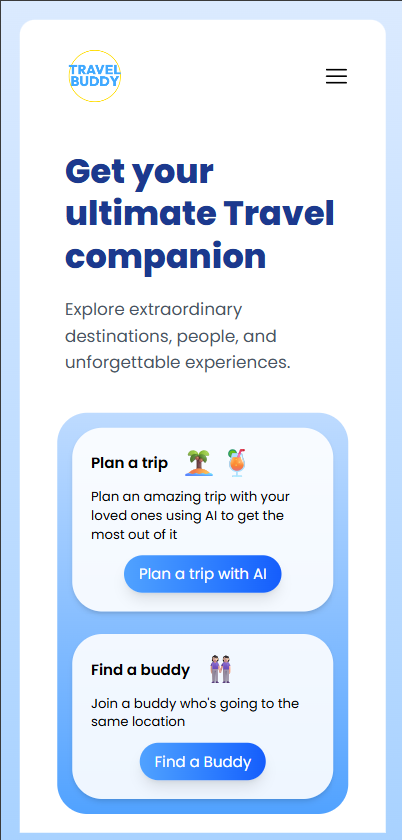 TRAVEL
BUDDY
Get your
ultimate Travel
companion
Explore extraordinary
destinations, people, and
unforgettable experiences.
Plan a trip 🏝️ 🍹
Plan an amazing trip with your
loved ones using AI to get the
most out of it
Plan a trip with AI
Find a buddy 👭
Join a buddy who's going to the
same location
Find a Buddy